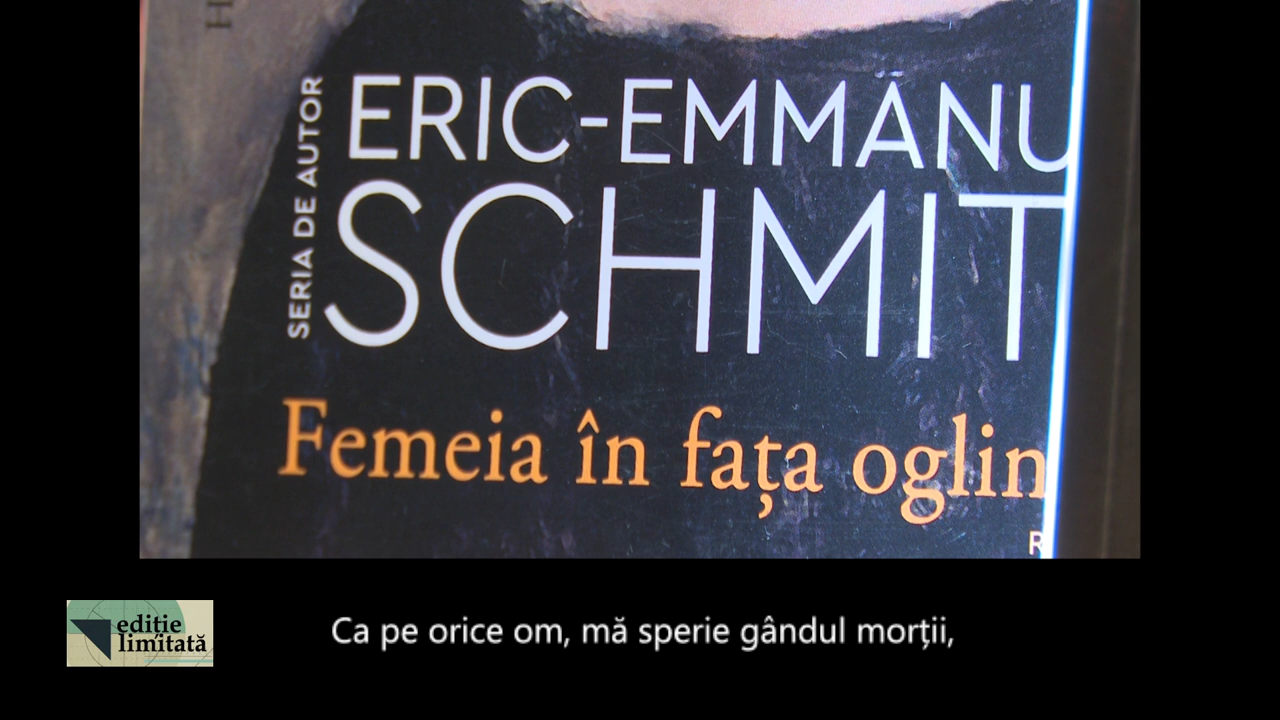 H
SERIA DE AUTOR
ERIC-EMMANU
SCHMIT
Femeia în fața oglin
R
ediție
limitată
Ca pe orice om, mă sperie gândul morții,